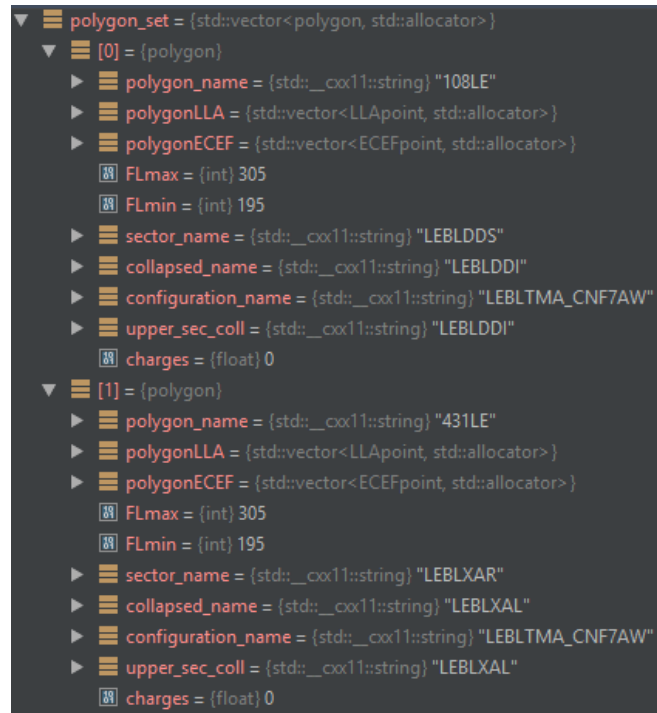 polygon_set = {std::vector<polygon, std::allocator>}
[0] = {polygon}
polygon_name = {std::__cxx11::string} "108LE"
polygonLLA = {std::vector<LLApoint, std::allocator>}
polygonECEF = {std::vector<ECEFpoint, std::allocator>}
FLmax = {int} 305
FLmin = {int} 195
sector_name = {std::__cxx11::string} "LEBLDDS"
collapsed_name = {std::__cxx11::string} "LEBLDDI"
configuration_name = {std::__cxx11::string} "LEBLTMA_CNF7AW"
upper_sec_coll = {std::__cxx11::string} "LEBLDDI"
charges = {float} 0
[1] = {polygon}
polygon_name = {std::__cxx11::string} "431LE"
polygonLLA = {std::vector<LLApoint, std::allocator>}
polygonECEF = {std::vector<ECEFpoint, std::allocator>}
FLmax = {int} 305
FLmin = {int} 195
sector_name = {std::__cxx11::string} "LEBLXAR"
collapsed_name = {std::__cxx11::string} "LEBLXAL"
configuration_name = {std::__cxx11::string} "LEBLTMA_CNF7AW"
upper_sec_coll = {std::__cxx11::string} "LEBLXAL"
charges = {float} 0